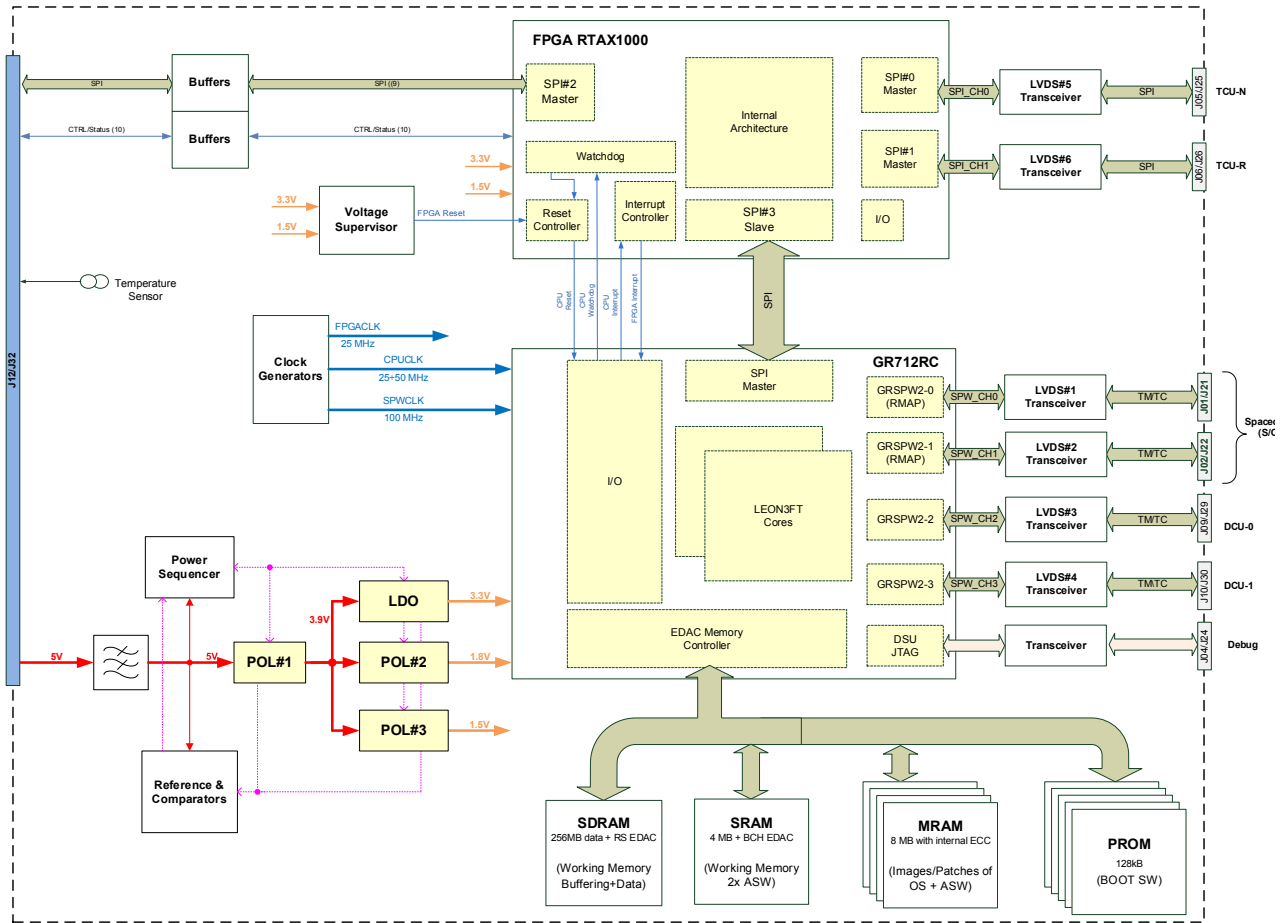 FPGA RTAX1000
SPI
Buffers
SPI ((9)
SPI#2
Master
Internal
Architecture
SPI#0
Master
SPI_CH0
LVDS#5
Transceiver
SPI
J05/J25
TCU-N
CTRL/Status (10)
Buffers
CTRL/Status (10)
SPI#1
Master
SPI_CH1
LVDS#6
Transceiver
SPI
J06/J26
TCU-R
3.3V
1.5V
Watchdog
3.3V
1.5V
Voltage
Supervisor
FPGA Reset
Reset
Controller
Interrupt
Controller
SPI#3
Slave
I/O
Temperature
Sensor
CPU
Reset
CPU
Watchdog
CPU
Interrupt
FPGA Interrupt
SPI
J12/J32
Clock
Generators
FPGACLK
25 MHz
CPUCLK
25÷50 MHz
SPWCLK
100 MHz
GR712RC
SPI
Master
I/O
LEON3FT
Cores
GRSPW2-0
(RMAP)
SPW_CH0
LVDS#1
Transceiver
TM/TC
J01/J21
GRSPW2-1
(RMAP)
SPW_CH1
LVDS#2
Transceiver
TM/TC
J02/J22
Spacec
(S/C
GRSPW2-2
SPW_CH2
LVDS#3
Transceiver
TM/TC
J09/J29
DCU-0
GRSPW2-3
SPW_CH3
LVDS#4
Transceiver
TM/TC
J10/J30
DCU-1
EDAC Memory
Controller
DSU
JTAG
Transceiver
J04/J24
Debug
Power
Sequencer
5V
5V
POL#1
3.9V
LDO
3.3V
POL#2
1.8V
POL#3
1.5V
Reference &
Comparators
SDRAM
256MB data + RS EDAC
(Working Memory
Buffering+Data)
SRAM
4 MB + BCH EDAC
(Working Memory
2x ASW)
MRAM
8 MB with internal ECC
(Images/Patches of
OS + ASW)
PROM
128kB
(BOOT SW)